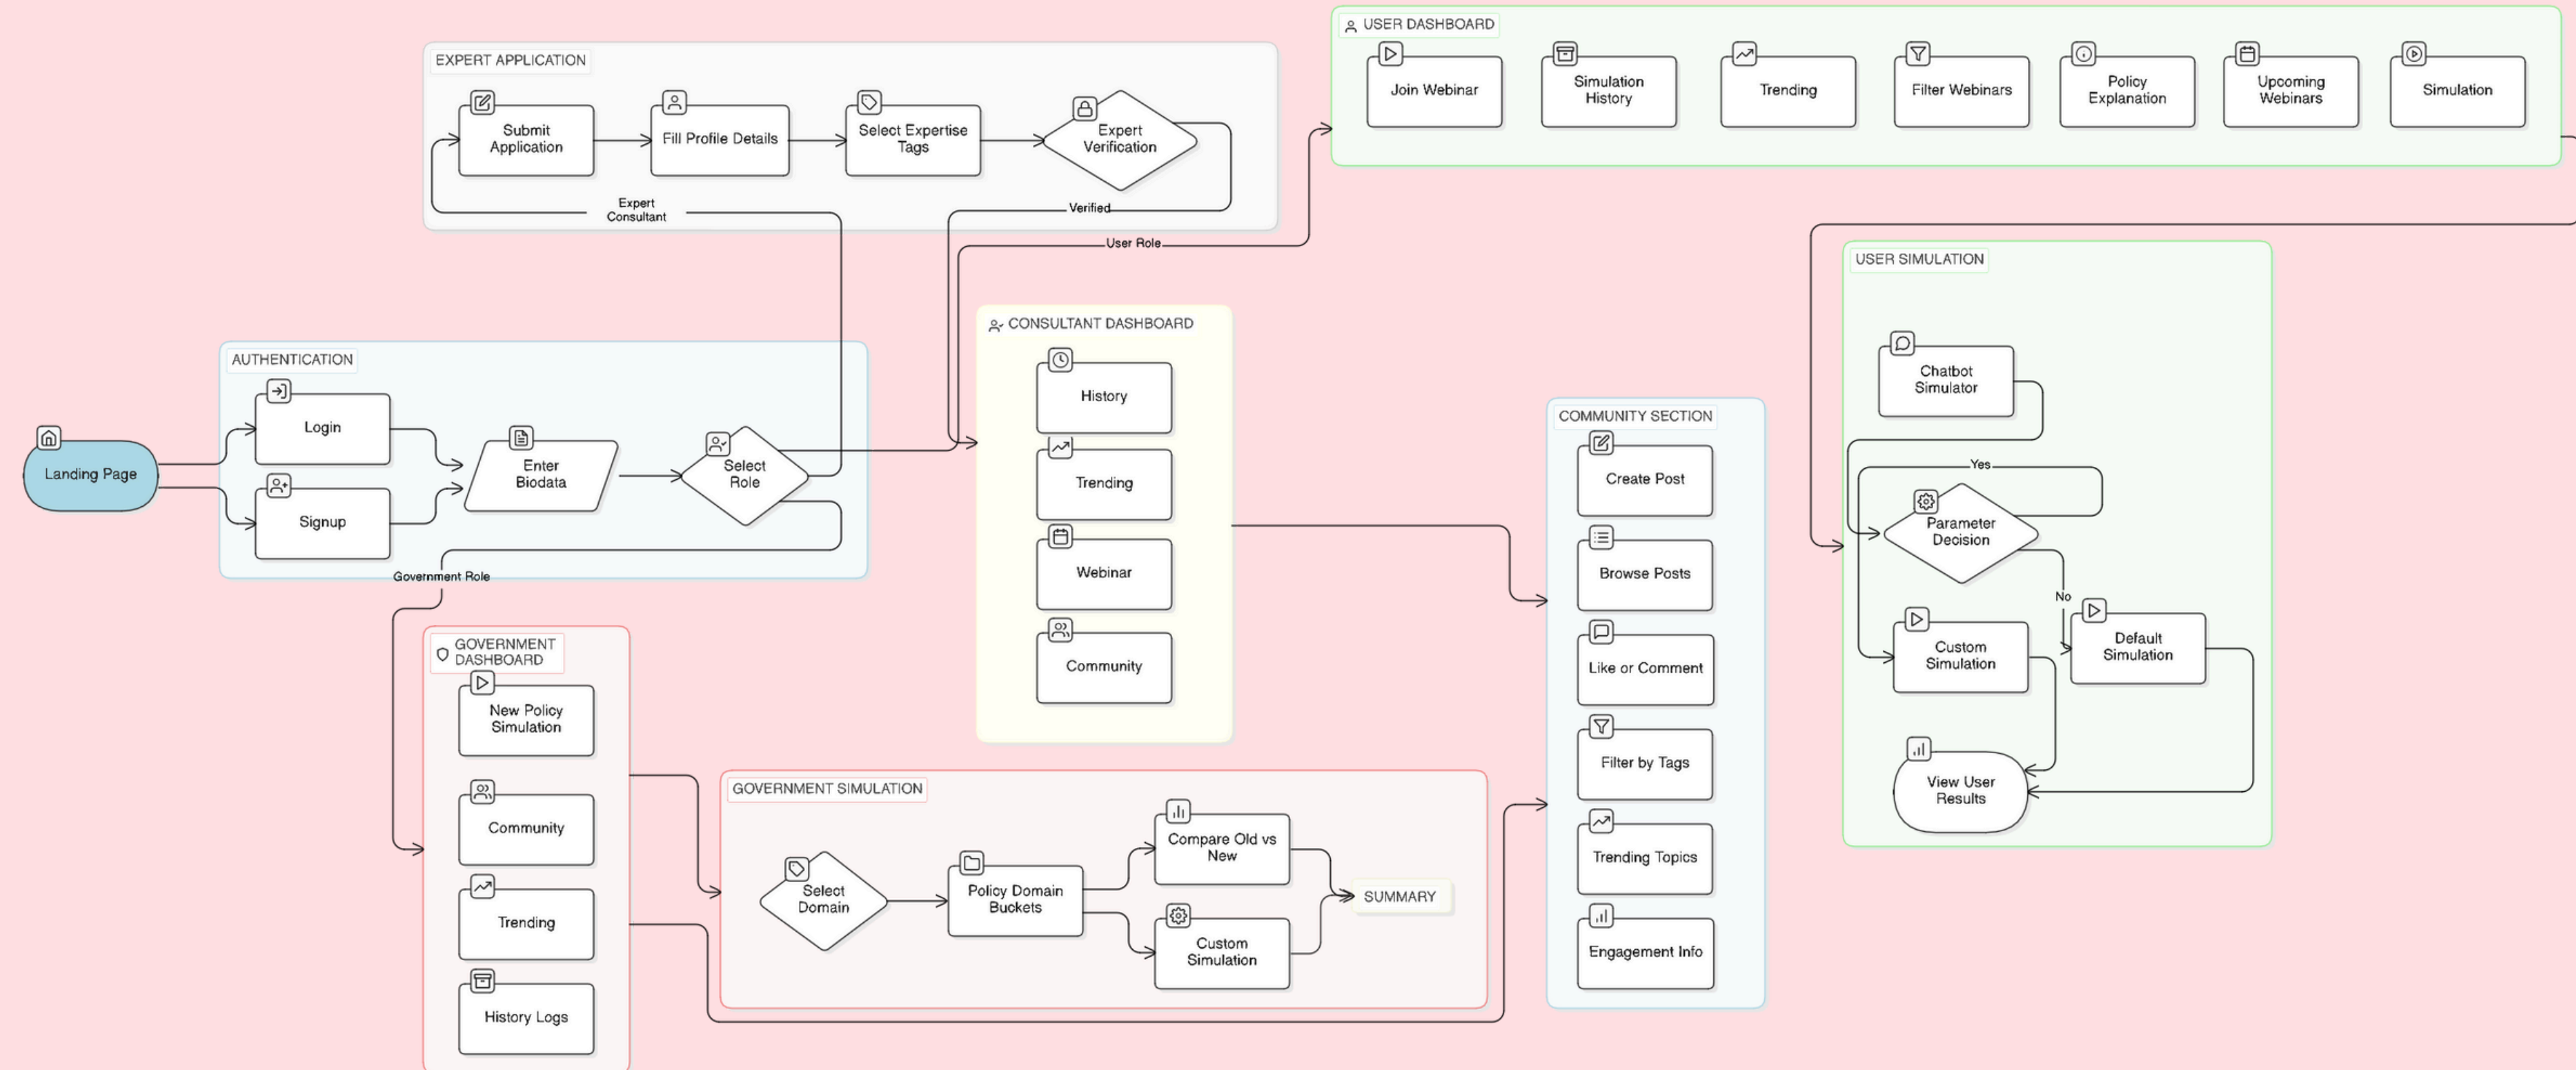 USER DASHBOARD
Join Webinar
Simulation
History
Trending
Filter Webinars
Policy
Explanation
Upcoming
Webinars
Simulation
EXPERT APPLICATION
Submit
Application
Fill Profile Details
Select Expertise
Tags
Expert
Verification
Expert
Consultant
Verified
User Role
AUTHENTICATION
Landing Page
Login
Signup
Enter
Biodata
Select
Role
Government Role
CONSULTANT DASHBOARD
History
Trending
Webinar
Community
GOVERNMENT
DASHBOARD
New Policy
Simulation
Community
Trending
History Logs
GOVERNMENT SIMULATION
Select
Domain
Policy Domain
Buckets
Compare Old vs
New
Custom
Simulation
SUMMARY
COMMUNITY SECTION
Create Post
Browse Posts
Like or Comment
Filter by Tags
Trending Topics
Engagement Info
USER SIMULATION
Chatbot
Simulator
Yes
Parameter
Decision
No
Custom
Simulation
Default
Simulation
View User
Results